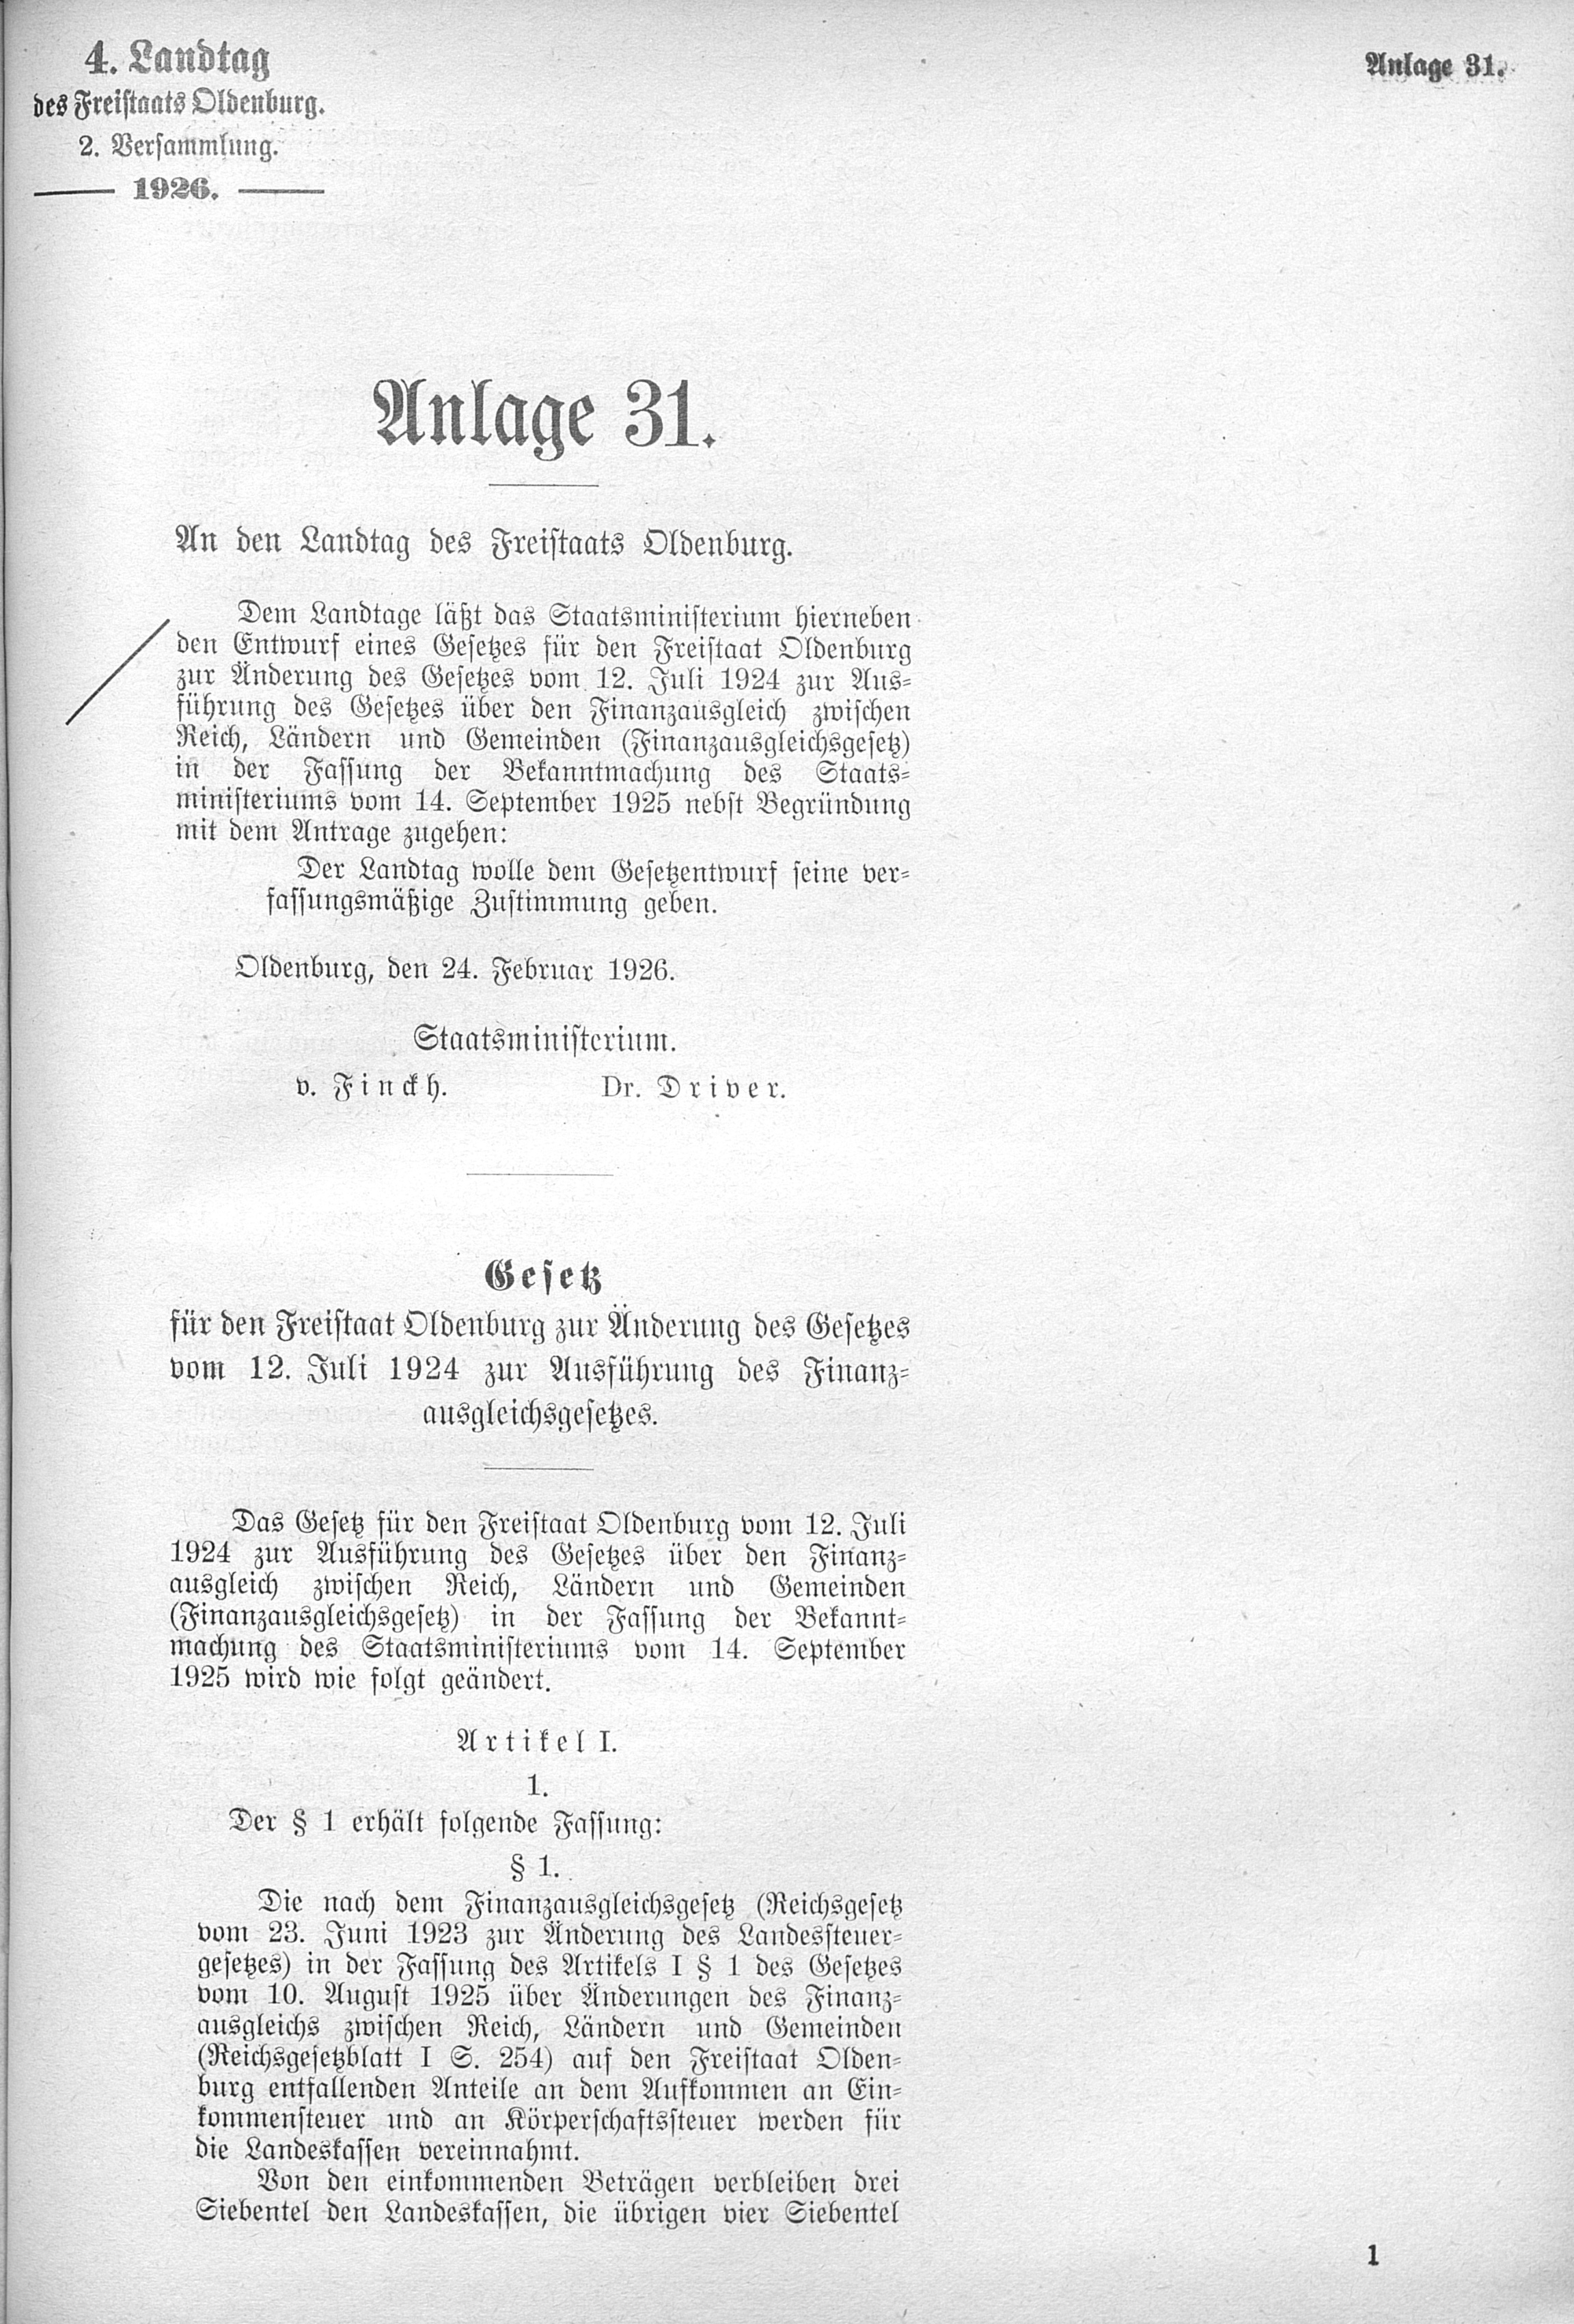 4. Landtag
des Freistaats Oldenburg.
2. Versammlung.
1926.
Anlage 31.
Anlage 31.
An den Landtag des Freistaats Oldenburg.
Dem Landtage läßt das Staatsministerium hierneben
den Entwurf eines Gesetzes für den Freistaat Oldenburg
zur Änderung des Gesetzes vom 12. Juli 1924 zur Aus-
führung des Gesetzes über den Finanzausgleich zwischen
Reich, Ländern und Gemeinden (Finanzausgleichsgesetz)
in der Fassung der Bekanntmachung des Staats-
ministeriums vom 14. September 1925 nebst Begründung
mit dem Antrage zugehen:
Der Landtag wolle dem Gesetzentwurf seine ver-
fassungsmäßige Zustimmung geben.
Oldenburg, den 24. Februar 1926.
Staatsministerium.
v. Finckh. Dr. Driver.
Gesetz
für den Freistaat Oldenburg zur Änderung des Gesetzes
vom 12. Juli 1924 zur Ausführung des Finanz-
ausgleichsgesetzes.
Das Gesetz für den Freistaat Oldenburg vom 12. Juli
1924 zur Ausführung des Gesetzes über den Finanz-
ausgleich zwischen Reich, Ländern und Gemeinden
(Finanzausgleichsgesetz) in der Fassung der Bekannt-
machung des Staatsministeriums vom 14. September
1925 wird wie folgt geändert.
Artikel I.
1.
Der § 1 erhält folgende Fassung:
§ 1.
Die nach dem Finanzausgleichsgesetz (Reichsgesetz
vom 23. Juni 1923 zur Änderung des Landessteuer-
gesetzes) in der Fassung des Artikels I § 1 des Gesetzes
vom 10. August 1925 über Änderungen des Finanz-
ausgleichs zwischen Reich, Ländern und Gemeinden
(Reichsgesetzblatt I S. 254) auf den Freistaat Olden-
burg entfallenden Anteile an dem Aufkommen an Ein-
kommensteuer und an Körperschaftssteuer werden für
die Landeskassen vereinnahmt.
Von den einkommenden Beträgen verbleiben drei
Siebentel den Landeskassen, die übrigen vier Siebentel
1